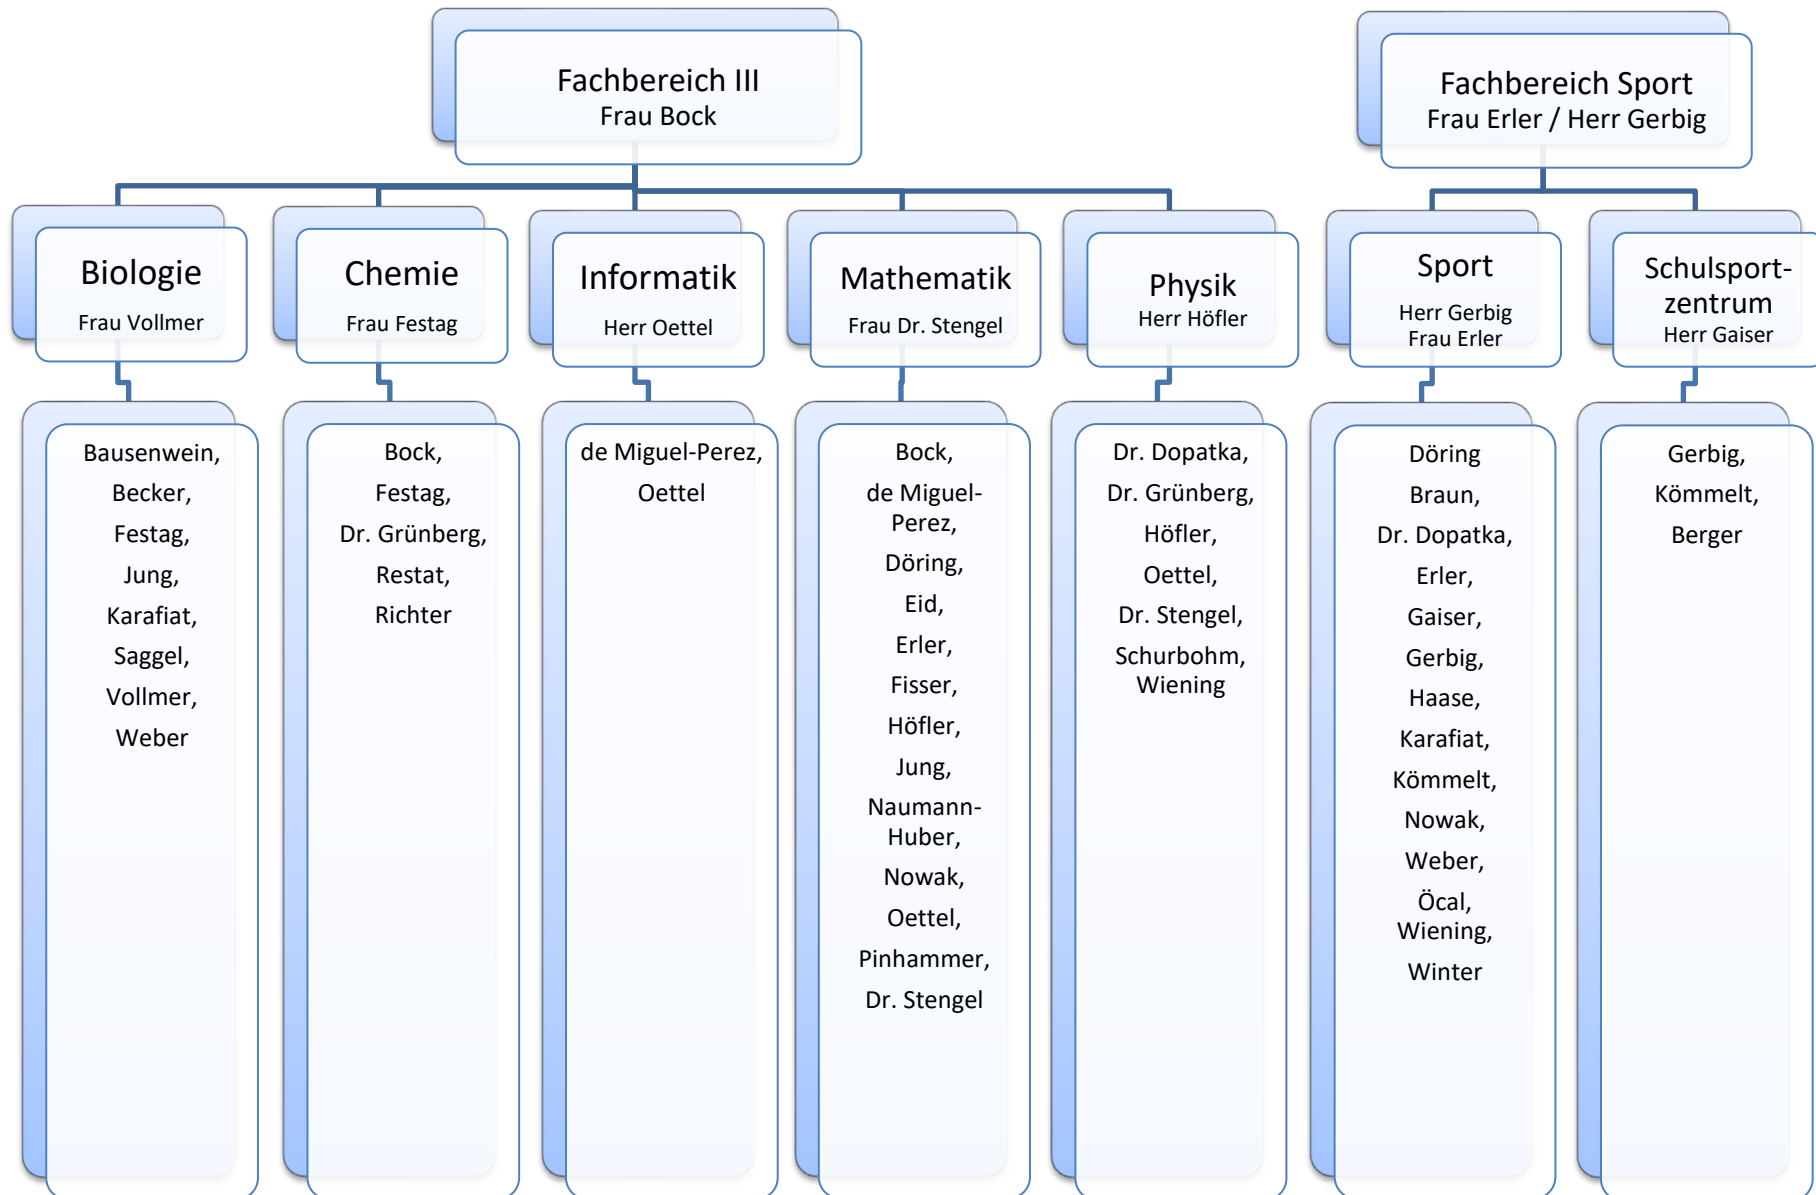 Fachbereich III
Frau Bock
Fachbereich Sport
Frau Erler / Herr Gerbig
Biologie
Frau Vollmer
Chemie
Frau Festag
Informatik
Herr Oettel
Mathematik
Frau Dr. Stengel
Physik
Herr Höfler
Sport
Herr Gerbig
Frau Erler
Schulsport-
zentrum
Herr Gaiser
Bausenwein,
Becker,
Festag,
Jung,
Karafiat,
Saggel,
Vollmer,
Weber
Bock,
Festag,
Dr. Grünberg,
Restat,
Richter
de Miguel-Perez,
Oettel
Bock,
de Miguel-
Perez,
Döring,
Eid,
Erler,
Fisser,
Höfler,
Jung,
Naumann-
Huber,
Nowak,
Oettel,
Pinhammer,
Dr. Stengel
Dr. Dopatka,
Dr. Grünberg,
Höfler,
Oettel,
Dr. Stengel,
Schurbohm,
Wiening
Döring
Braun,
Dr. Dopatka,
Erler,
Gaiser,
Gerbig,
Haase,
Karafiat,
Kömmelt,
Nowak,
Weber,
Öcal,
Wiening,
Winter
Gerbig,
Kömmelt,
Berger